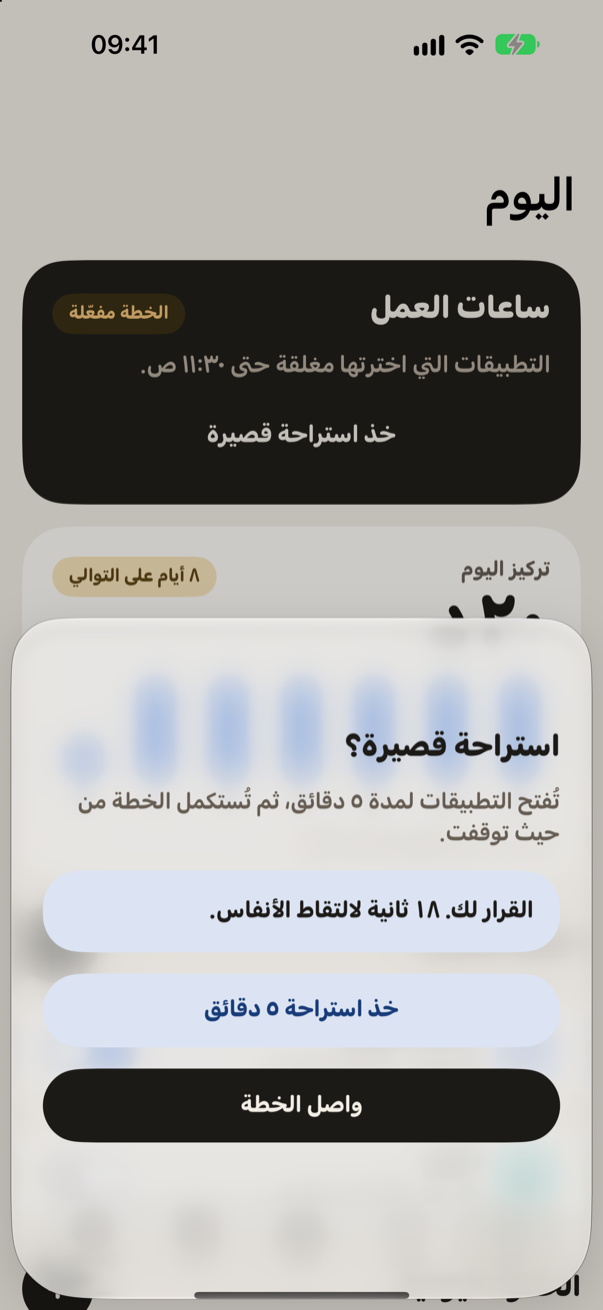 09:41
اليوم
ساعات العمل
الخطة مفعّلة
التطبيقات التي اخترتها مغلقة حتى ١١:٣٠ ص.
خذ استراحة قصيرة
تركيز اليوم
٨ أيام على التوالي
استراحة قصيرة؟
تُفتح التطبيقات لمدة ٥ دقائق، ثم تُستكمل الخطة من
حيث توقفت.
القرار لك. ١٨ ثانية لالتقاط الأنفاس.
خذ استراحة ٥ دقائق
واصل الخطة